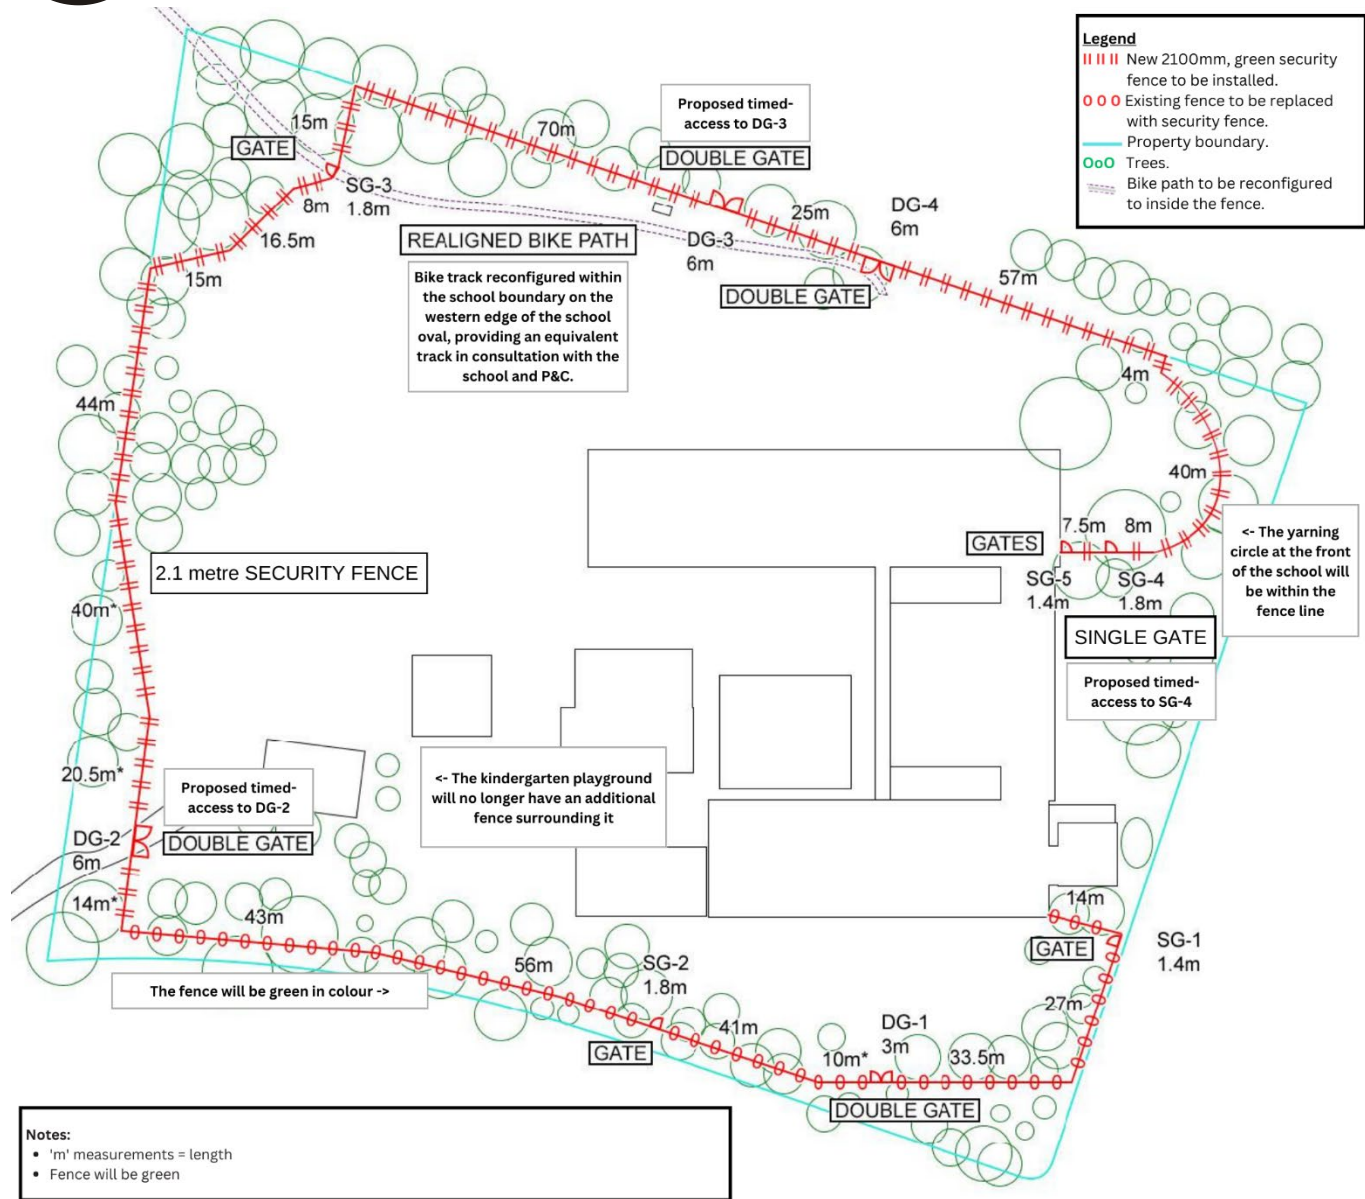 Legend
New 2100mm, green security
fence to be installed.
Existing fence to be replaced
with security fence.
Property boundary.
Trees.
Bike path to be reconfigured
to inside the fence.
Proposed timed-
access to DG-3
DOUBLE GATE
70m
15m
GATE
SG-3
1.8m
8m
16.5m
15m
25m
DG-4
6m
DG-3
6m
DOUBLE GATE
57m
REALIGNED BIKE PATH
Bike track reconfigured within
the school boundary on the
western edge of the school
oval, providing an equivalent
track in consultation with the
school and P&C.
4m
44m
40m
7.5m
8m
GATES
SG-5
1.4m
SG-4
1.8m
<- The yarning
circle at the front
of the school will
be within the
fence line
2.1 metre SECURITY FENCE
40m*
SINGLE GATE
Proposed timed-
access to SG-4
20.5m*
Proposed timed-
access to DG-2
DOUBLE GATE
DG-2
6m
<- The kindergarten playground
will no longer have an additional
fence surrounding it
14m*
43m
14m
GATE
SG-1
1.4m
56m
SG-2
1.8m
The fence will be green in colour ->
27m
41m
GATE
10m*
DG-1
3m
33.5m
DOUBLE GATE
Notes:
• 'm' measurements = length
• Fence will be green